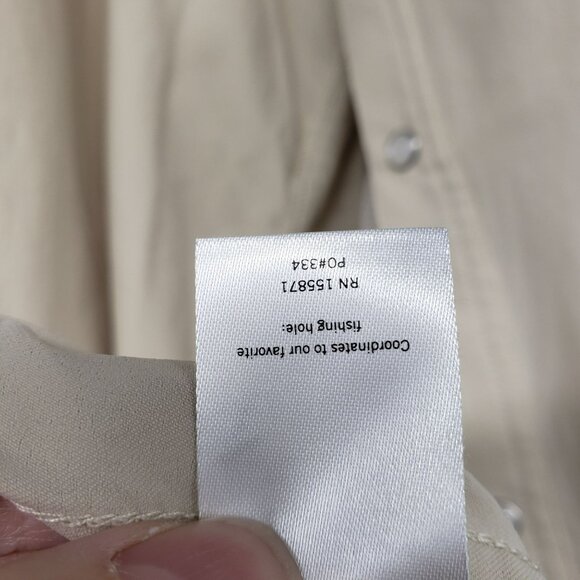 Coordinates to our favorite
fishing hole:
RN 155871
PO#334